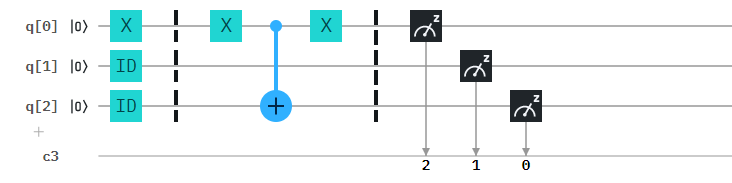 q[0] |0⟩ X X X z
q[1] |0⟩ ID z
q[2] |0⟩ ID + z
+
c3
2 1 0